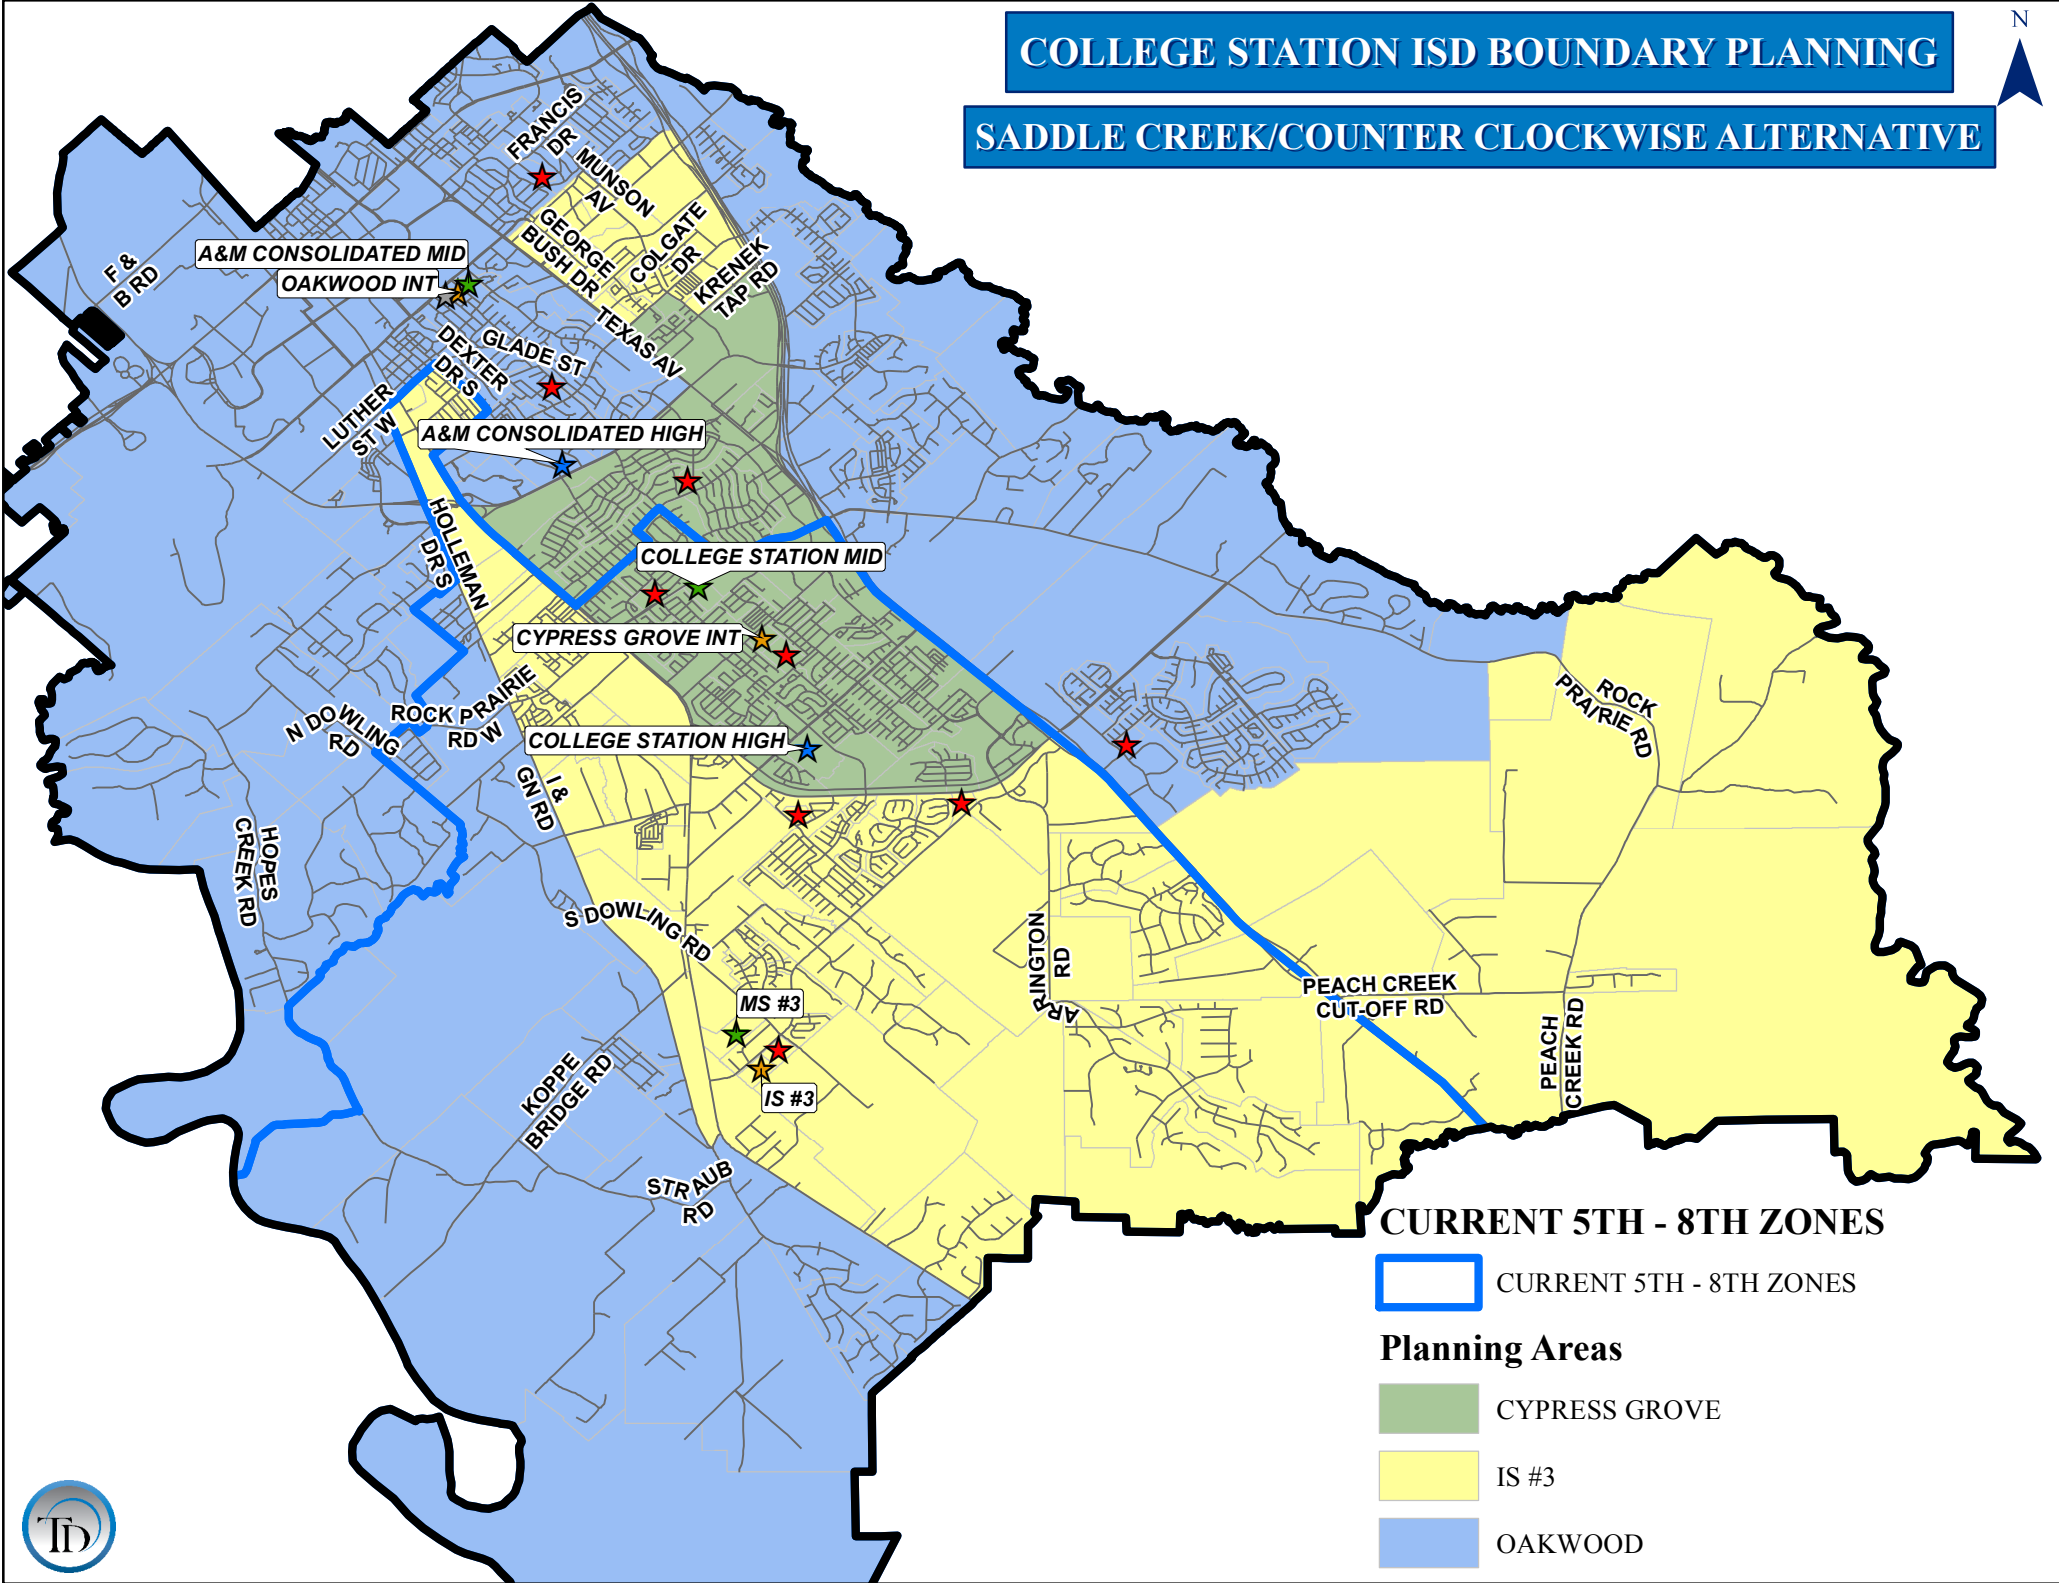 COLLEGE STATION ISD BOUNDARY PLANNING
SADDLE CREEK/COUNTER CLOCKWISE ALTERNATIVE
N
FRANCIS
DR
MUNSON
AV
GEORGE
BUSH DR
COLGATE
DR
KRENEK
TAP RD
TEXAS AV
F &
B RD
A&M CONSOLIDATED MID
OAKWOOD INT
GLADE ST
DEXTER
DR S
LUTHER
ST W
A&M CONSOLIDATED HIGH
HOLLEMAN
DR S
COLLEGE STATION MID
CYPRESS GROVE INT
ROCK PRAIRIE
RD W
N DOWLING
RD
COLLEGE STATION HIGH
I &
GN RD
ROCK
PRAIRIE RD
HOPES
CREEK RD
S DOWLING RD
ARRINGTON
RD
PEACH CREEK
CUT-OFF RD
PEACH
CREEK RD
MS #3
IS #3
KOPPE
BRIDGE RD
STRAUB
RD
CURRENT 5TH - 8TH ZONES
CURRENT 5TH - 8TH ZONES
Planning Areas
CYPRESS GROVE
IS #3
OAKWOOD
TD